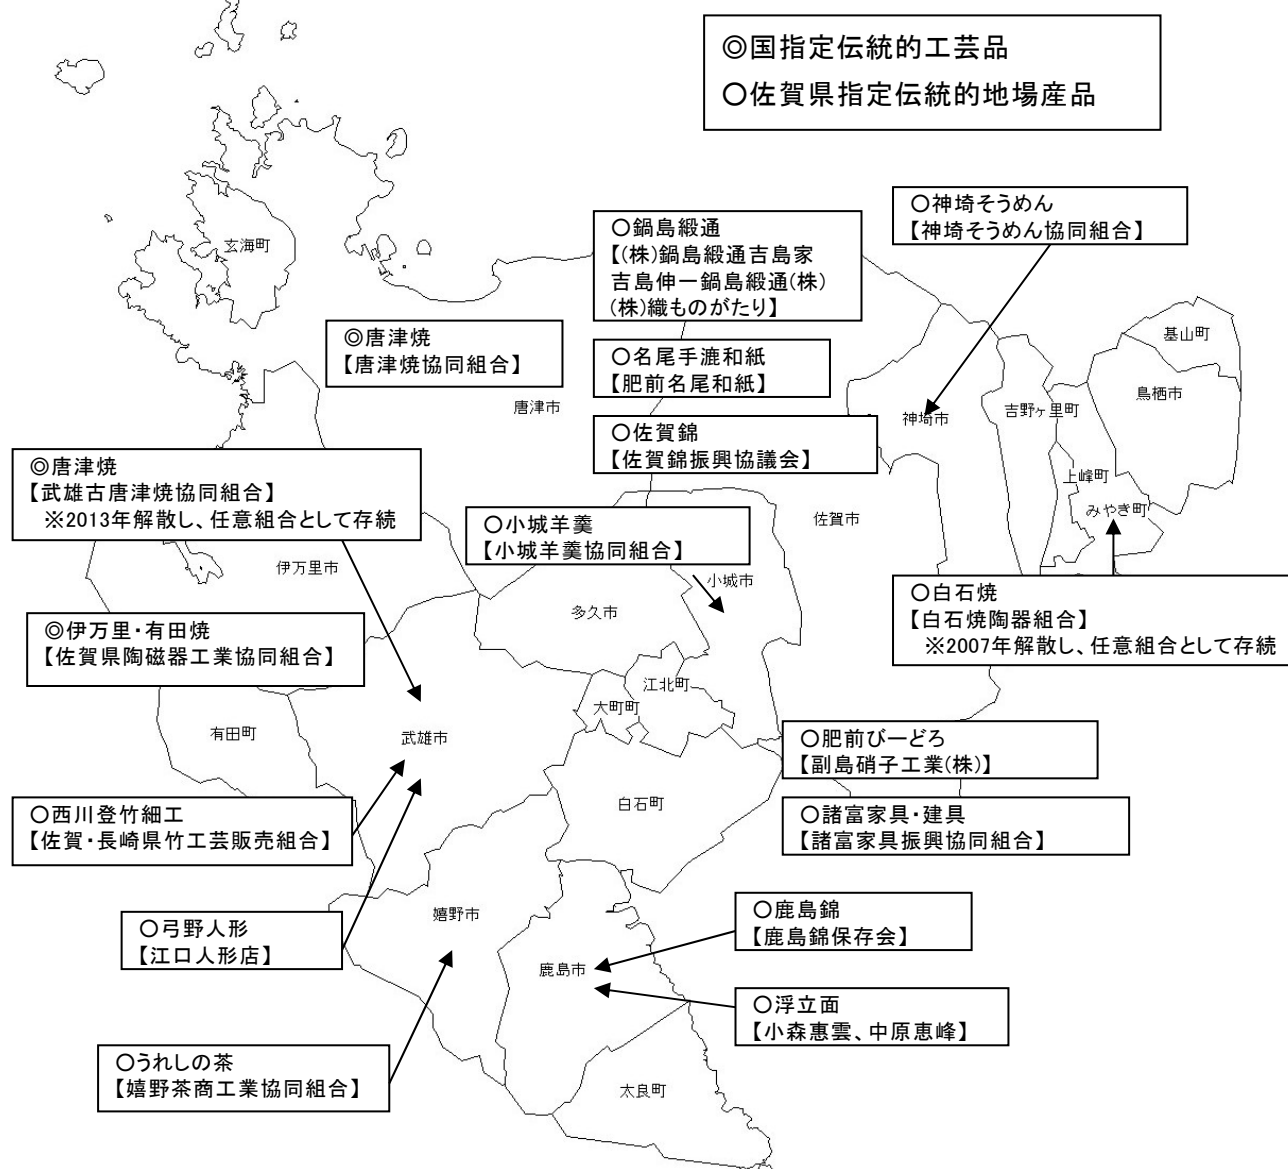 ◎国指定伝統的工芸品
○佐賀県指定伝統的地場産品
○神埼そうめん
【神埼そうめん協同組合】
○鍋島緞通
【(株)鍋島緞通吉島家
吉島伸一鍋島緞通(株)
(株)織ものがたり】
玄海町
◎唐津焼
【唐津焼協同組合】
○名尾手漉和紙
【肥前名尾和紙】
基山町
鳥栖市
唐津市
神埼市
吉野ヶ里町
○佐賀錦
【佐賀錦振興協議会】
◎唐津焼
【武雄古唐津焼協同組合】
※2013年解散し、任意組合として存続
上峰町
みやき町
○小城羊羹
【小城羊羹協同組合】
佐賀市
伊万里市
小城市
多久市
○白石焼
【白石焼陶器組合】
※2007年解散し、任意組合として存続
◎伊万里・有田焼
【佐賀県陶磁器工業協同組合】
江北町
大町町
有田町
武雄市
○肥前びーどろ
【副島硝子工業(株)】
○西川登竹細工
【佐賀・長崎県竹工芸販売組合】
白石町
○諸富家具・建具
【諸富家具振興協同組合】
嬉野市
○弓野人形
【江口人形店】
○鹿島錦
【鹿島錦保存会】
鹿島市
○浮立面
【小森惠雲、中原恵峰】
○うれしの茶
【嬉野茶商工業協同組合】
太良町